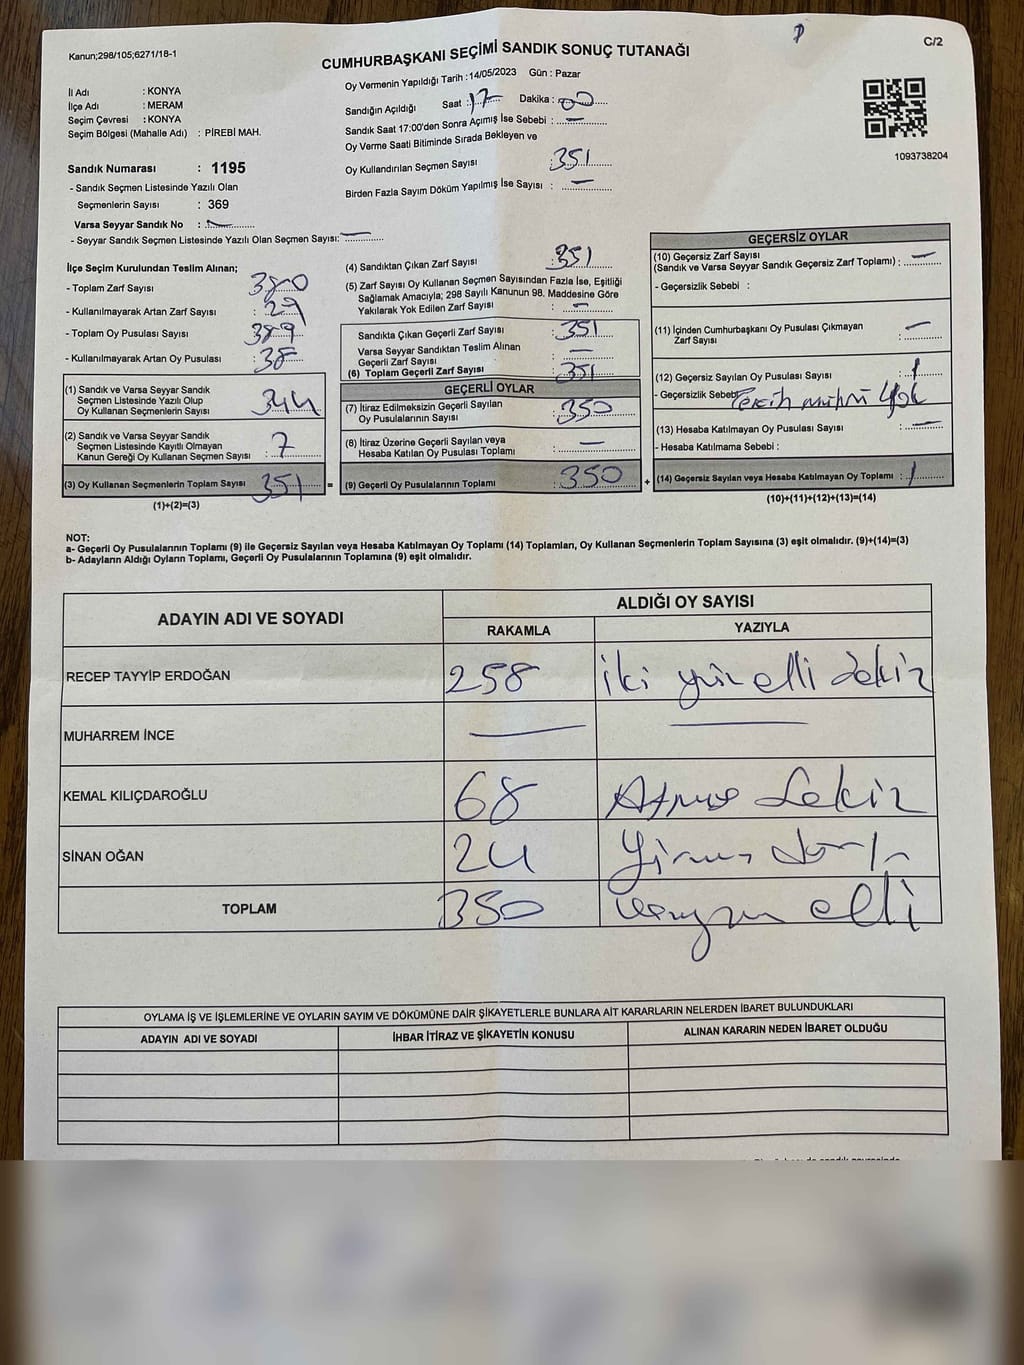 Kanun;298/105;6271/18-1
CUMHURBAŞKANI SEÇİMİ SANDIK SONUÇ TUTANAĞI
C/2
İl Adı : KONYA
İlçe Adı : MERAM
Seçim Çevresi : KONYA
Seçim Bölgesi (Mahalle Adı) : PİREBİ MAH.
Sandık Numarası : 1195
- Sandık Seçmen Listesinde Yazılı Olan
Seçmenlerin Sayısı : 369
Varsa Seyyar Sandık No : —
- Seyyar Sandık Seçmen Listesinde Yazılı Olan Seçmen Sayısı: —
Oy Vermenin Yapıldığı Tarih : 14/05/2023 Gün : Pazar
Sandığın Açıldığı Saat : 17 Dakika : 00
Sandık Saat 17:00'den Sonra Açımış İse Sebebi : —
Oy Verme Saati Bitiminde Sırada Bekleyen ve
Oy Kullandırılan Seçmen Sayısı : 351
Birden Fazla Sayım Döküm Yapılmış İse Sayısı : —
1093738204
İlçe Seçim Kurulundan Teslim Alınan;
- Toplam Zarf Sayısı : 380
- Kullanılmayarak Artan Zarf Sayısı : 29
- Toplam Oy Pusulası Sayısı : 389
- Kullanılmayarak Artan Oy Pusulası : 38
(1) Sandık ve Varsa Seyyar Sandık
Seçmen Listesinde Yazılı Olup
Oy Kullanan Seçmenlerin Sayısı : 344
(2) Sandık ve Varsa Seyyar Sandık
Seçmen Listesinde Kayıtlı Olmayan
Kanun Gereği Oy Kullanan Seçmen Sayısı : 7
(3) Oy Kullanan Seçmenlerin Toplam Sayısı : 351 =
(1)+(2)=(3)
(4) Sandıktan Çıkan Zarf Sayısı : 351
(5) Zarf Sayısı Oy Kullanan Seçmen Sayısından Fazla İse, Eşitliği
Sağlamak Amacıyla; 298 Sayılı Kanunun 98. Maddesine Göre
Yakılarak Yok Edilen Zarf Sayısı : —
Sandıkta Çıkan Geçerli Zarf Sayısı : 351
Varsa Seyyar Sandıktan Teslim Alınan
Geçerli Zarf Sayısı : —
(6) Toplam Geçerli Zarf Sayısı : 351
GEÇERLİ OYLAR
(7) İtiraz Edilmeksizin Geçerli Sayılan
Oy Pusulalarının Sayısı : 350
(8) İtiraz Üzerine Geçerli Sayılan veya
Hesaba Katılan Oy Pusulası Toplamı : —
(9) Geçerli Oy Pusulalarının Toplamı : 350 +
GEÇERSİZ OYLAR
(10) Geçersiz Zarf Sayısı
(Sandık ve Varsa Seyyar Sandık Geçersiz Zarf Toplamı) : —
- Geçersizlik Sebebi :
(11) İçinden Cumhurbaşkanı Oy Pusulası Çıkmayan
Zarf Sayısı : —
(12) Geçersiz Sayılan Oy Pusulası Sayısı : 1
- Geçersizlik Sebebi Tercih mührü Yok
(13) Hesaba Katılmayan Oy Pusulası Sayısı : —
- Hesaba Katılmama Sebebi :
(14) Geçersiz Sayılan veya Hesaba Katılmayan Oy Toplamı : 1
(10)+(11)+(12)+(13)=(14)
NOT:
a- Geçerli Oy Pusulalarının Toplamı (9) ile Geçersiz Sayılan veya Hesaba Katılmayan Oy Toplamı (14) Toplamları, Oy Kullanan Seçmenlerin Toplam Sayısına (3) eşit olmalıdır. (9)+(14)=(3)
b- Adayların Aldığı Oyların Toplamı, Geçerli Oy Pusulalarının Toplamına (9) eşit olmalıdır.
ADAYIN ADI VE SOYADI ALDIĞI OY SAYISI
RAKAMLA YAZIYLA
RECEP TAYYİP ERDOĞAN 258 iki yüz elli sekiz
MUHARREM İNCE — —
KEMAL KILIÇDAROĞLU 68 Atmış Sekiz
SİNAN OĞAN 24 Yirmi dört
TOPLAM 350 üçyüz elli
OYLAMA İŞ VE İŞLEMLERİNE VE OYLARIN SAYIM VE DÖKÜMÜNE DAİR ŞİKAYETLERLE BUNLARA AİT KARARLARIN NELERDEN İBARET BULUNDUKLARI
ADAYIN ADI VE SOYADI İHBAR İTİRAZ VE ŞİKAYETİN KONUSU ALINAN KARARIN NEDEN İBARET OLDUĞU